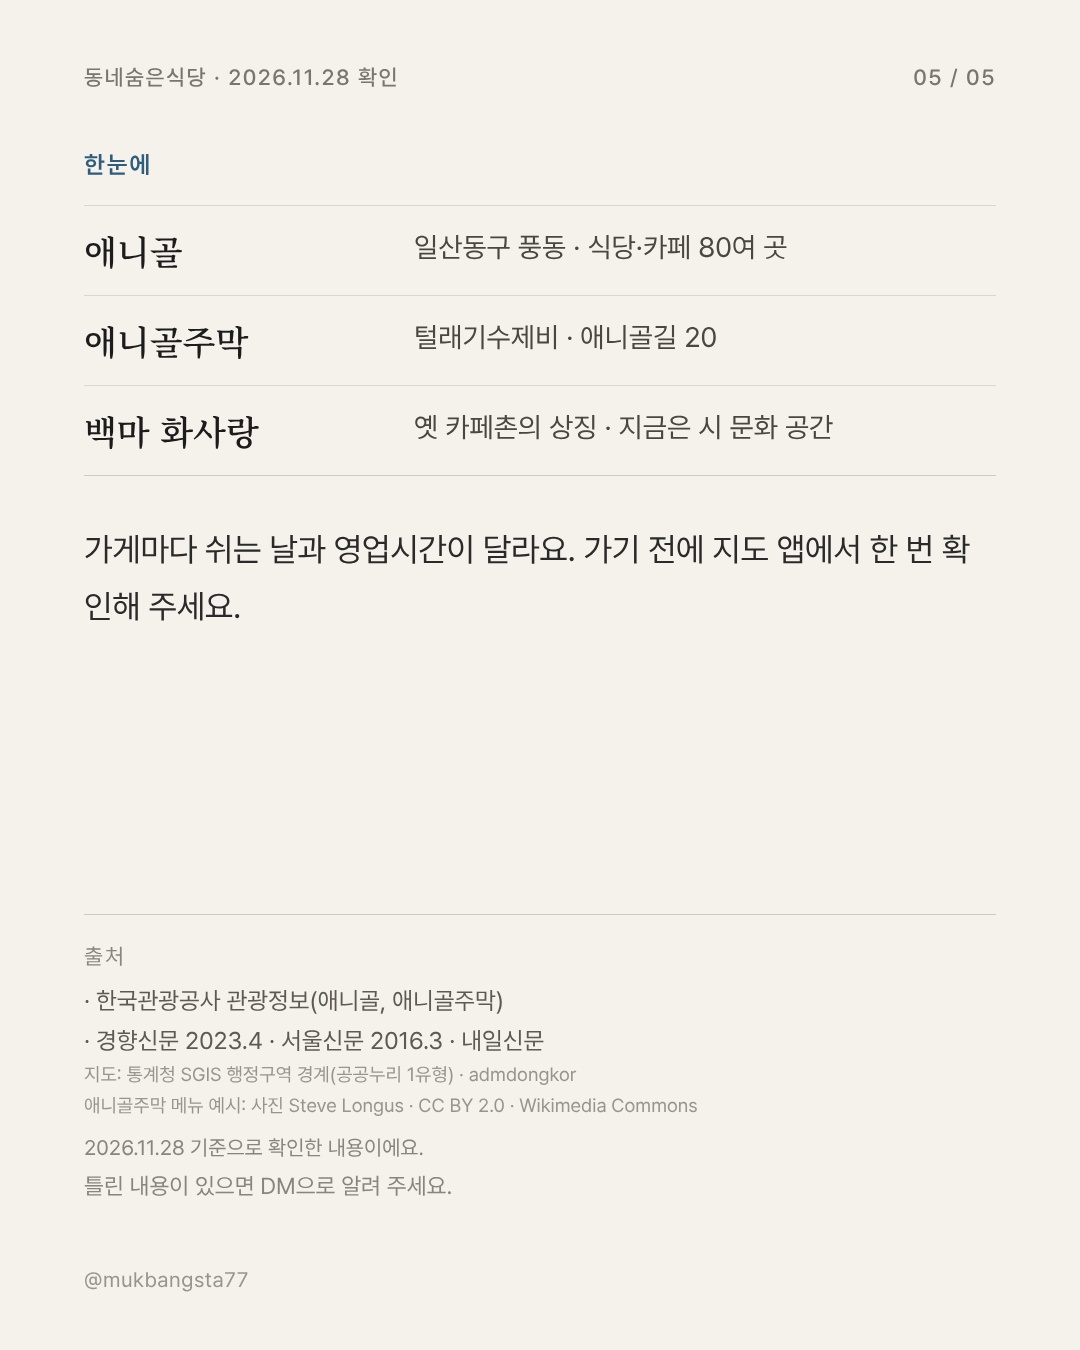 동네숨은식당 · 2026.11.28 확인
05 / 05
한눈에
애니골
일산동구 풍동 · 식당·카페 80여 곳
애니골주막
털래기수제비 · 애니골길 20
백마 화사랑
옛 카페촌의 상징 · 지금은 시 문화 공간
가게마다 쉬는 날과 영업시간이 달라요. 가기 전에 지도 앱에서 한 번 확
인해 주세요.
출처
· 한국관광공사 관광정보(애니골, 애니골주막)
· 경향신문 2023.4 · 서울신문 2016.3 · 내일신문
지도: 통계청 SGIS 행정구역 경계(공공누리 1유형) · admdongkor
애니골주막 메뉴 예시: 사진 Steve Longus · CC BY 2.0 · Wikimedia Commons
2026.11.28 기준으로 확인한 내용이에요.
틀린 내용이 있으면 DM으로 알려 주세요.
@mukbangsta77